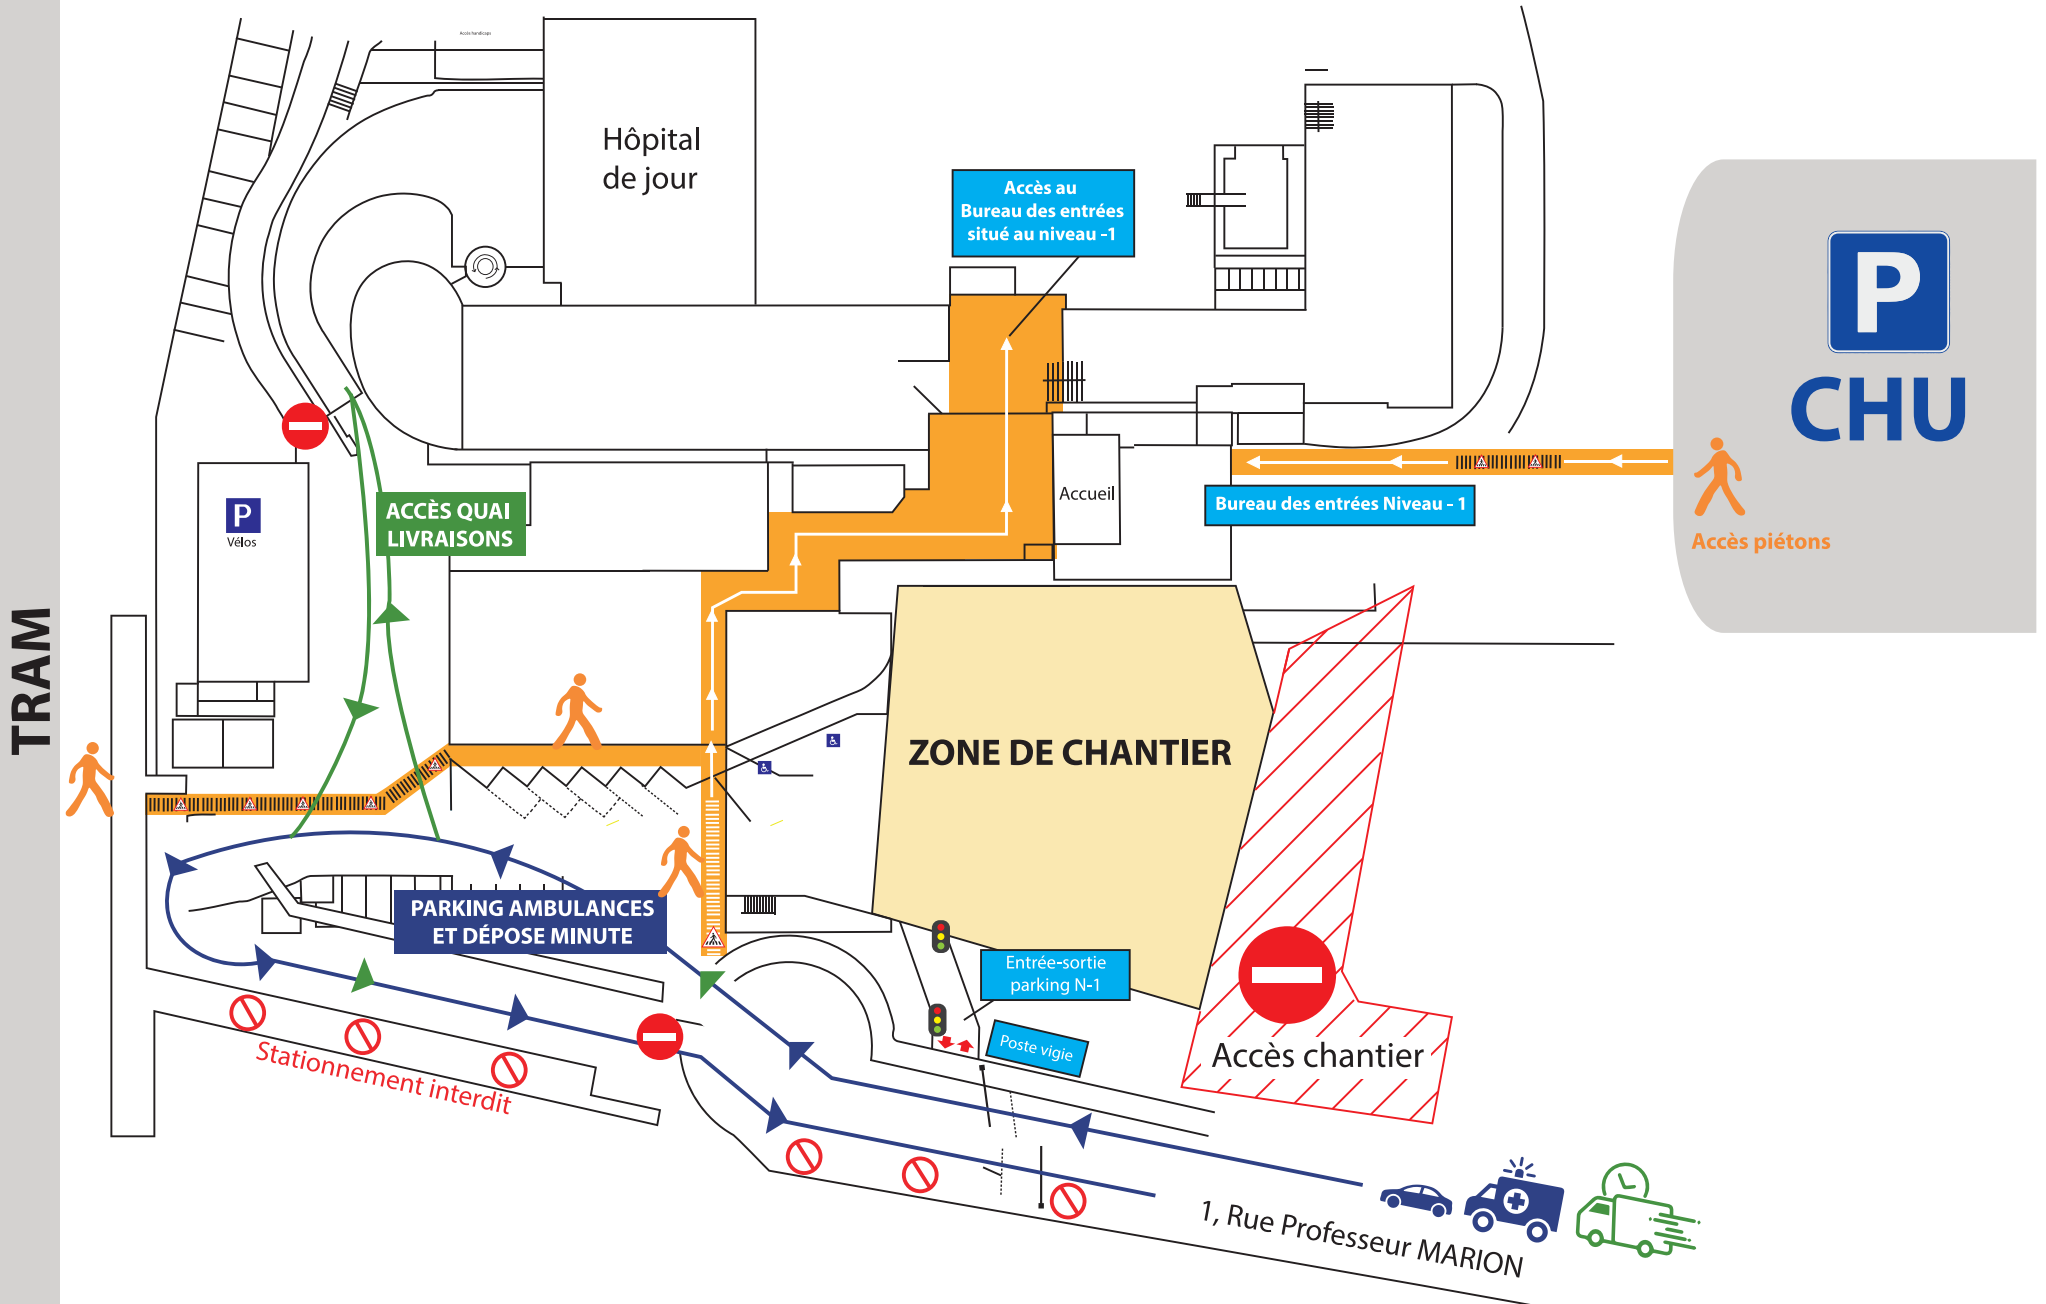 Accès handicaps
Hôpital
de jour
Accès au
Bureau des entrées
situé au niveau -1
P
CHU
Accès piétons
Bureau des entrées Niveau - 1
Accueil
P
Vélos
ACCÈS QUAI
LIVRAISONS
TRAM
ZONE DE CHANTIER
PARKING AMBULANCES
ET DÉPOSE MINUTE
Entrée-sortie
parking N-1
Poste vigie
Accès chantier
Stationnement interdit
1, Rue Professeur MARION